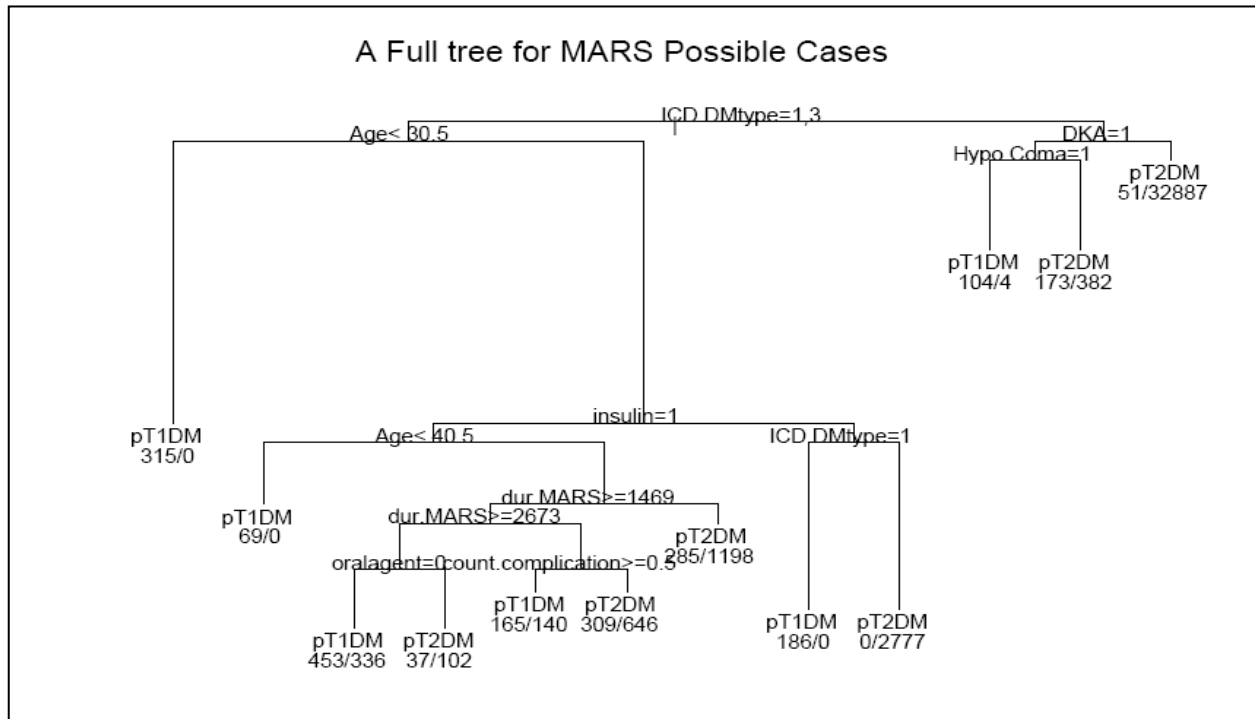 A Full tree for MARS Possible Cases
ICD.DMtype=1,3
Age< 30.5
DKA=1
Hypo.Coma=1
pT2DM
51/32887
pT1DM
104/4
pT2DM
173/382
insulin=1
pT1DM
315/0
Age< 40.5
ICD.DMtype=1
dur.MARS>=1469
pT1DM
69/0
dur.MARS>=2673
pT2DM
285/1198
oralagent=0
count.complication>=0.5
pT1DM
165/140
pT2DM
309/646
pT1DM
186/0
pT2DM
0/2777
pT1DM
453/336
pT2DM
37/102